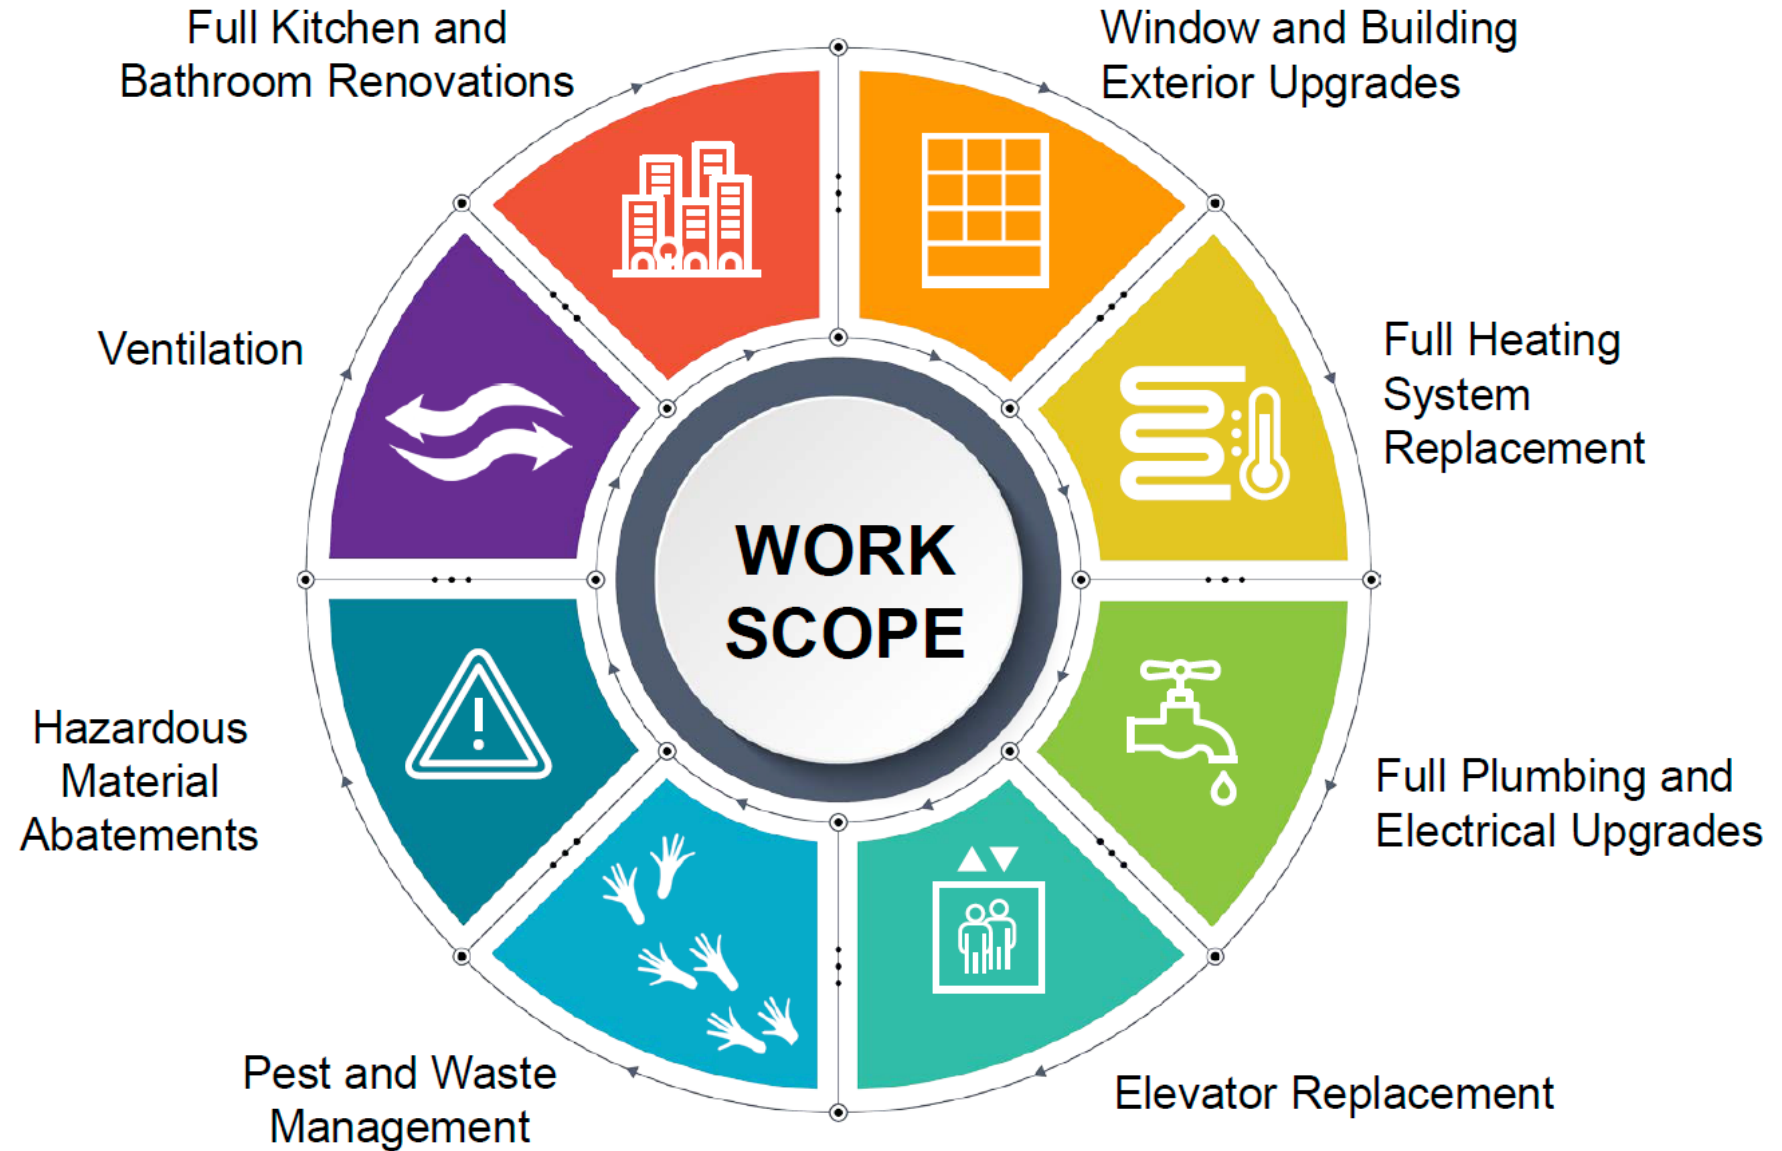 Full Kitchen and
Bathroom Renovations
Window and Building
Exterior Upgrades
Ventilation
Full Heating
System
Replacement
WORK
SCOPE
Hazardous
Material
Abatements
Full Plumbing and
Electrical Upgrades
Pest and Waste
Management
Elevator Replacement